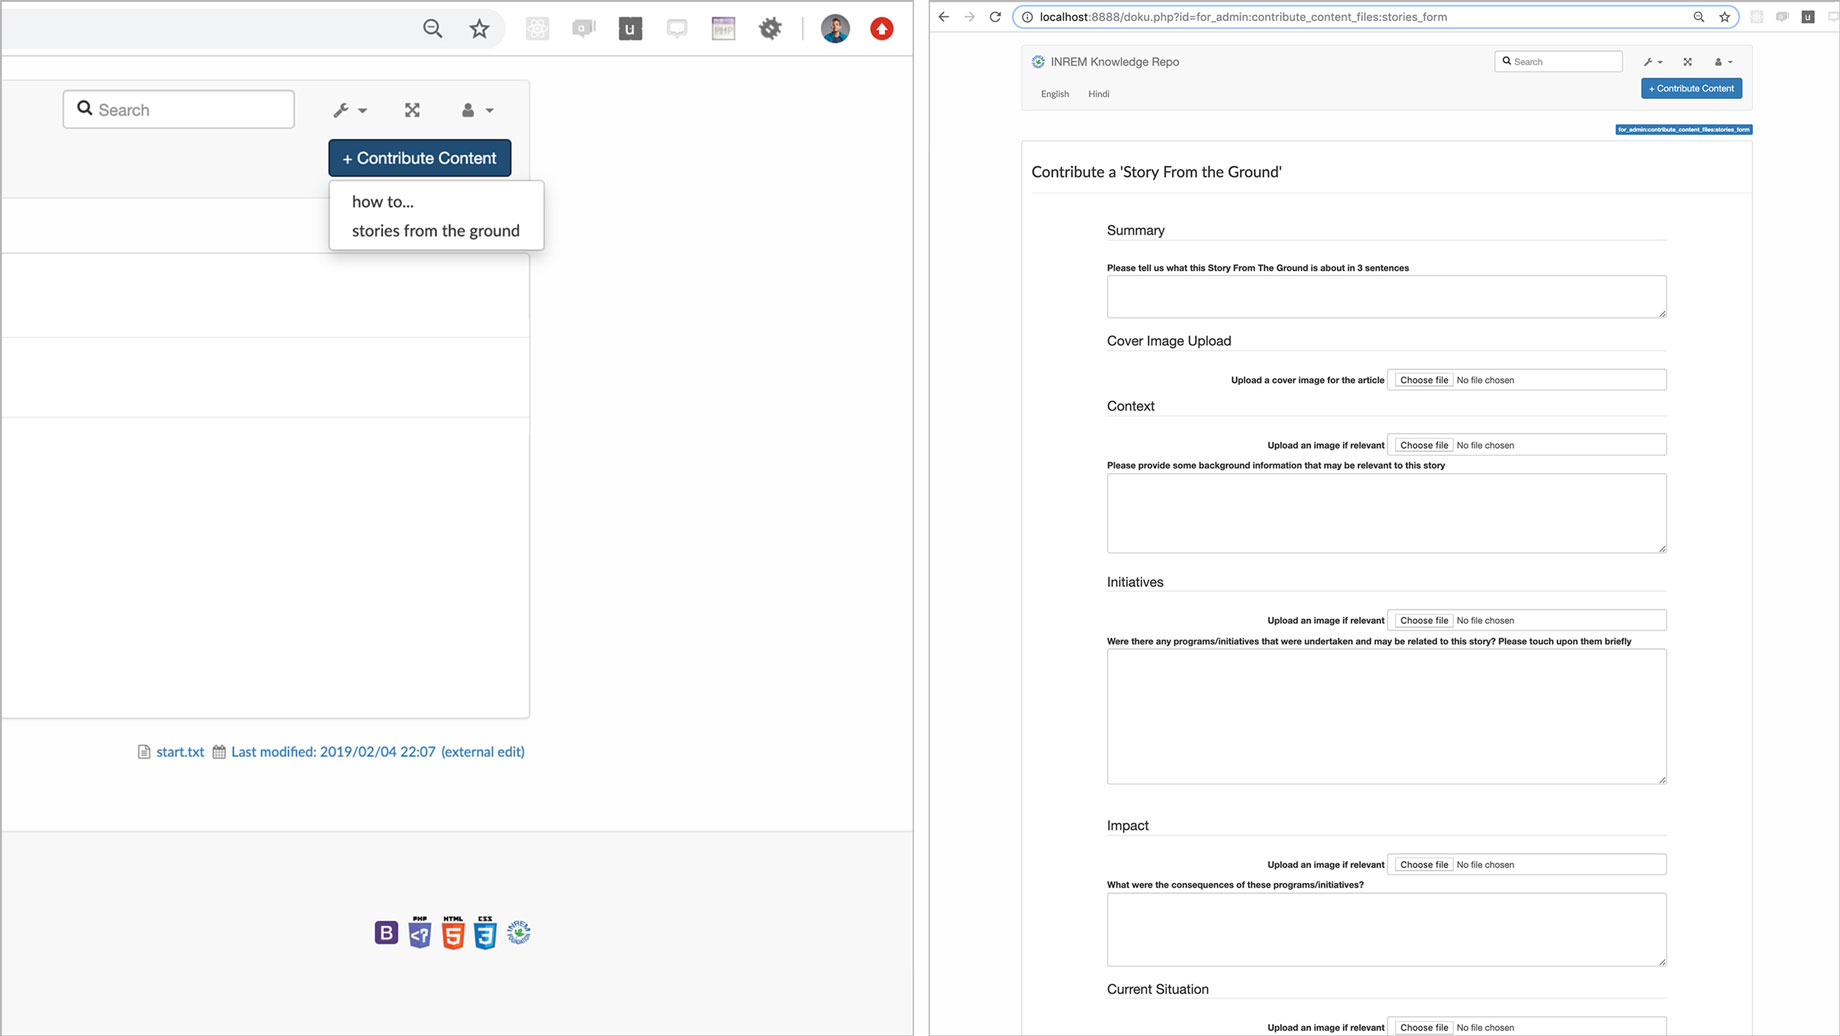 Search
+ Contribute Content
how to...
stories from the ground
start.txt Last modified: 2019/02/04 22:07 (external edit)
B
PHP
<?
HTML
5
CSS
3
localhost:8888/doku.php?id=for_admin:contribute_content_files:stories_form
INREM Knowledge Repo
Search
English Hindi
+ Contribute Content
for_admin:contribute_content_files:stories_form
Contribute a 'Story From the Ground'
Summary
Please tell us what this Story From The Ground is about in 3 sentences
Cover Image Upload
Upload a cover image for the article Choose file No file chosen
Context
Upload an image if relevant Choose file No file chosen
Please provide some background information that may be relevant to this story
Initiatives
Upload an image if relevant Choose file No file chosen
Were there any programs/initiatives that were undertaken and may be related to this story? Please touch upon them briefly
Impact
Upload an image if relevant Choose file No file chosen
What were the consequences of these programs/initiatives?
Current Situation
Upload an image if relevant Choose file No file chosen